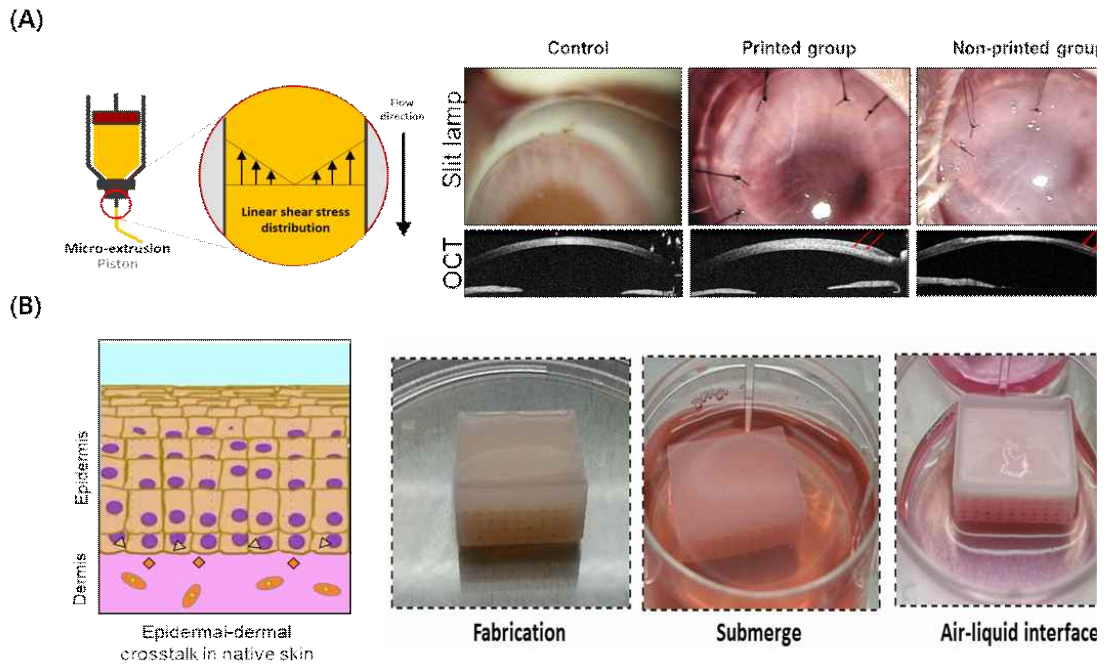 (A)
Control
Printed group
Non-printed group
Slit lamp
OCT
Flow
direction
Linear shear stress
distribution
Micro-extrusion
Piston
(B)
Epidermis
Dermis
Epidermal-dermal
crosstalk in native skin
Fabrication
Submerge
Air-liquid interface